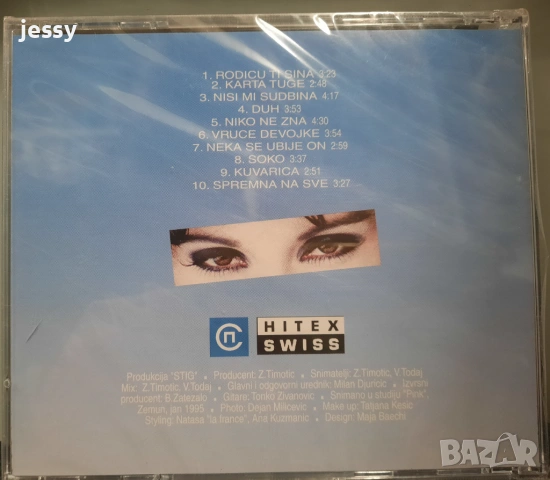 jessy
1. RODICU TI SINA 3:23
2. KARTA TUGE 2:48
3. NISI MI SUDBINA 4:17
4. DUH 3:53
5. NIKO NE ZNA 4:30
6. VRUCE DEVOJKE 3:54
7. NEKA SE UBIJE ON 2:59
8. SOKO 3:37
9. KUVARICA 2:51
10. SPREMNA NA SVE 3:27
СП
HITEX
SWISS
Produkcija "STIG" • Producent: Z.Timotic • Snimatelji: Z.Timotic, V.Todaj
Mix: Z.Timotic, V.Todaj • Glavni i odgovorni urednik: Milan Djuricic • Izvrsni
producent: B.Zalezalo • Gitare: Tonko Zivanovic • Snimano u studiju "Pink",
Zemun, jan 1995 • Photo: Dejan Milicevic • Make up: Tatjana Kesic
Styling: Natasa "la france", Ana Kuzmanic • Design: Maja Baecht
BAZAR
bg